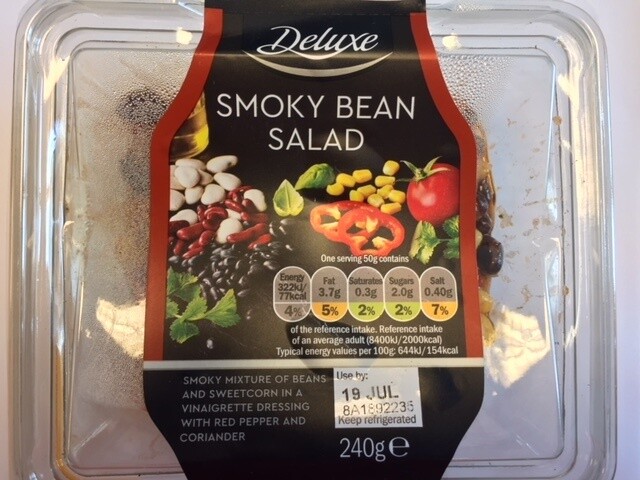 Deluxe
SMOKY BEAN
SALAD
One serving 50g contains
Energy
322kJ/
77kcal
4%
Fat
3.7g
5%
Saturates
0.3g
2%
Sugars
2.0g
2%
Salt
0.40g
7%
of the reference intake. Reference intake
of an average adult (8400kJ/2000kcal)
Typical energy values per 100g: 644kJ/154kcal
SMOKY MIXTURE OF BEANS
AND SWEETCORN IN A
VINAIGRETTE DRESSING
WITH RED PEPPER AND
CORIANDER
Use by:
19 JUL
8A1892235
Keep refrigerated
240g℮